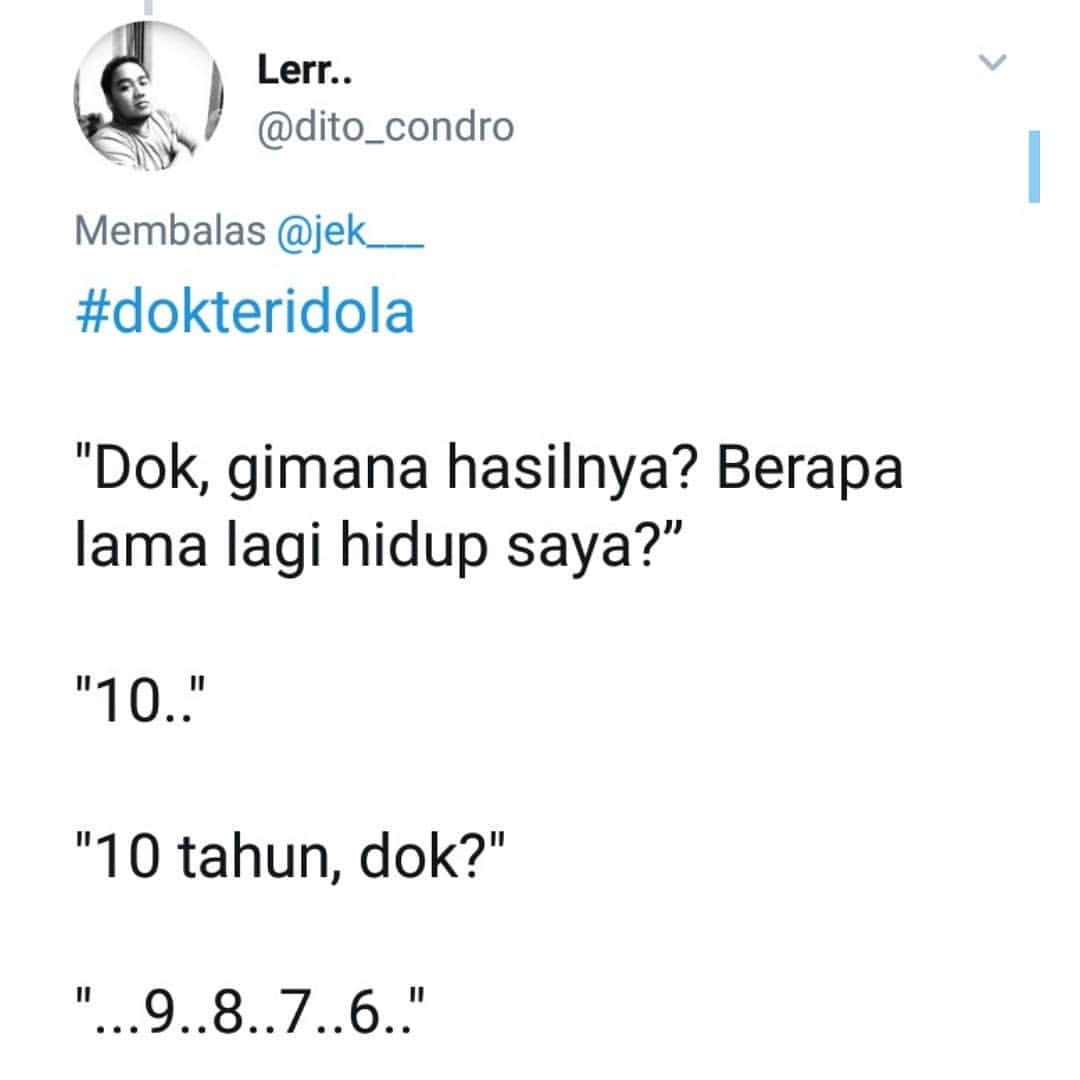 Lerr..
@dito_condro
Membalas @jek___
#dokteridola
"Dok, gimana hasilnya? Berapa
lama lagi hidup saya?”
"10.."
"10 tahun, dok?"
"...9..8..7..6.."